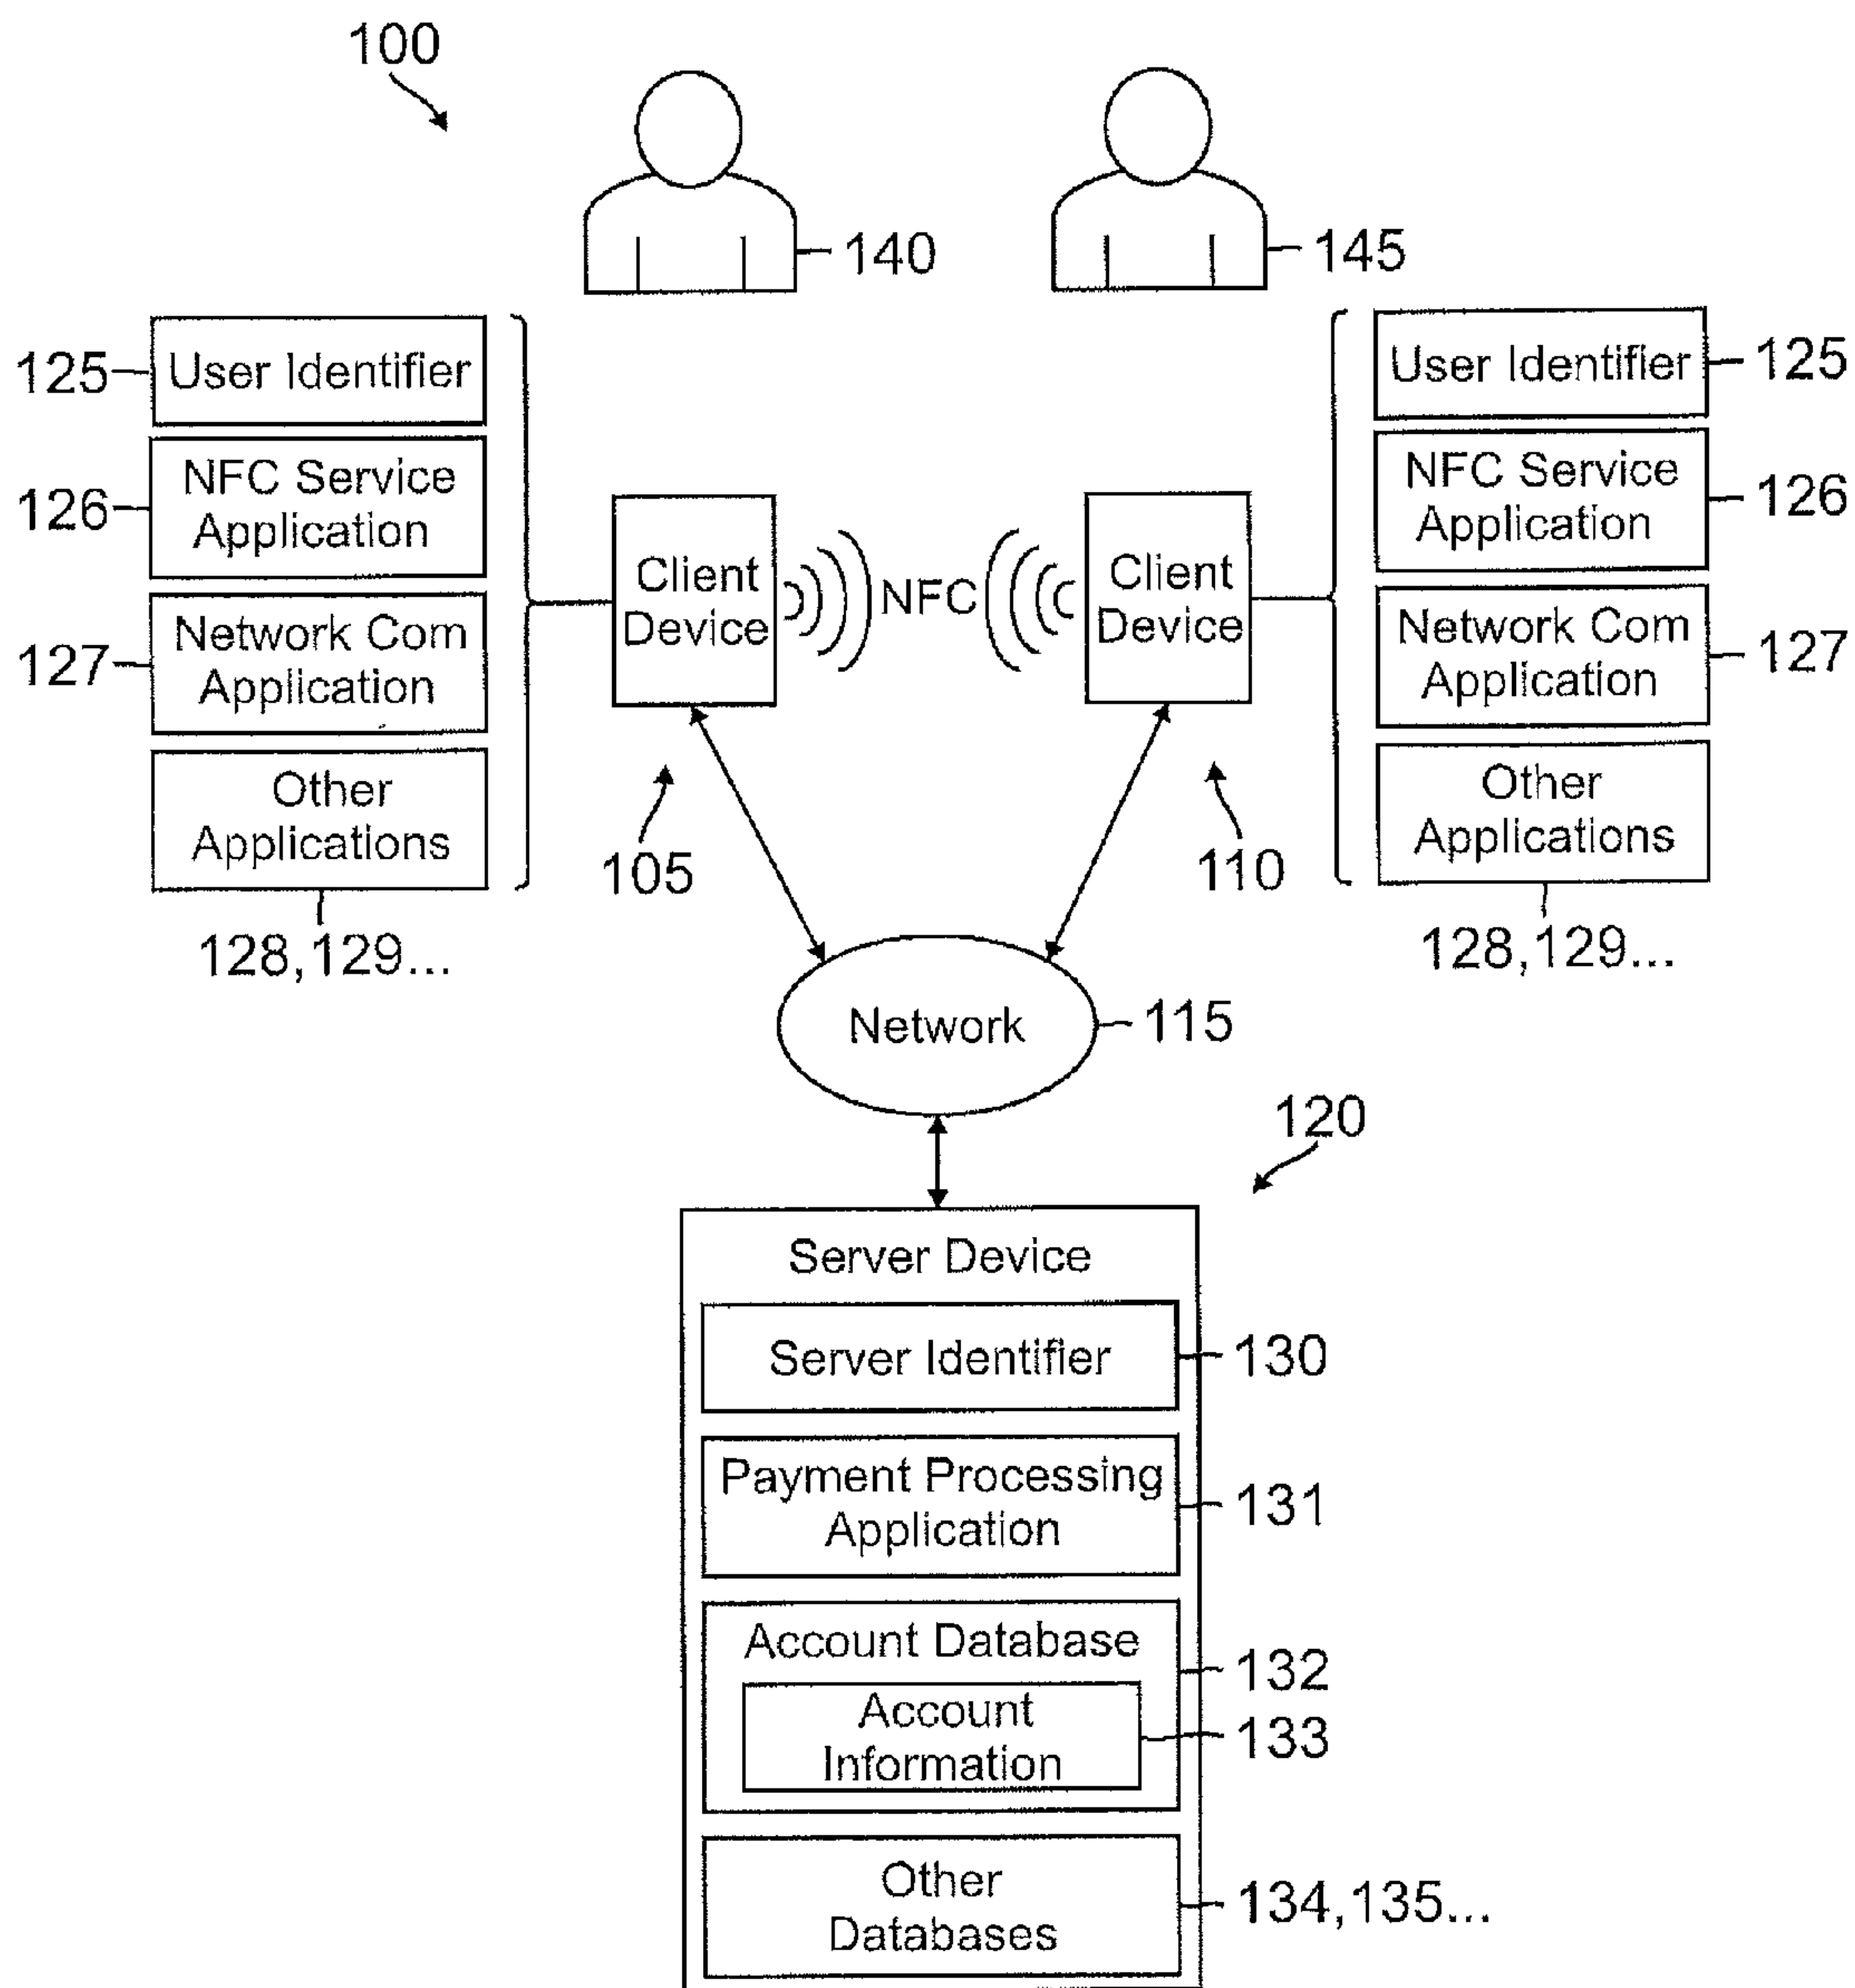 100
140
145
125
User Identifier
126
NFC Service
Application
127
Network Com
Application
Other
Applications
128,129...
Client
Device
105
NFC
Client
Device
110
User Identifier
125
NFC Service
Application
126
Network Com
Application
127
Other
Applications
128,129...
Network
115
120
Server Device
Server Identifier
130
Payment Processing
Application
131
Account Database
132
Account
Information
133
Other
Databases
134,135...